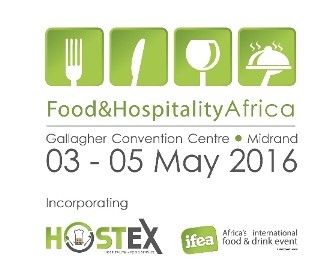 Food&HospitalityAfrica
Gallagher Convention Centre • Midrand
03 - 05 May 2016
Incorporating
HOSTEX
ifea Africa's international
food & drink event